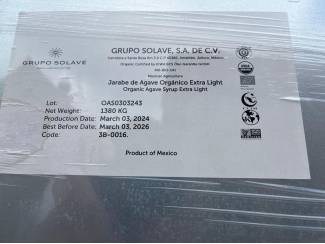 GRUPO SOLAVE
GRUPO SOLAVE, S.A. DE C.V.
Mexican Agriculture
Jarabe de Agave Orgánico Extra Light
Organic Agave Syrup Extra Light
Lot: OAS0303243
Net Weight: 1380 KG
Production Date: March 03, 2024
Best Before Date: March 03, 2026
Code: 3B-0016.
Product of Mexico